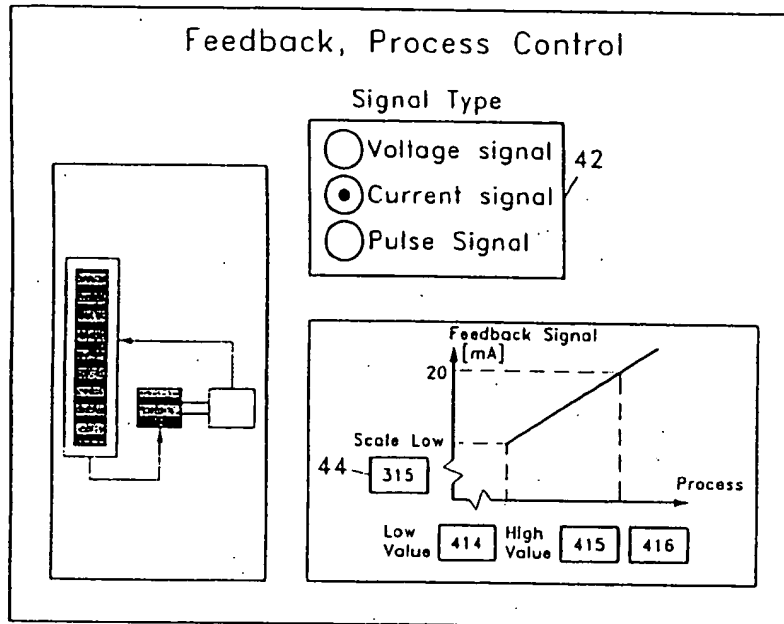 Feedback, Process Control
Signal Type
Voltage signal
Current signal
Pulse Signal
42
Feedback Signal
[mA]
20
Scale Low
44
315
Process
Low Value 414 High Value 415 416